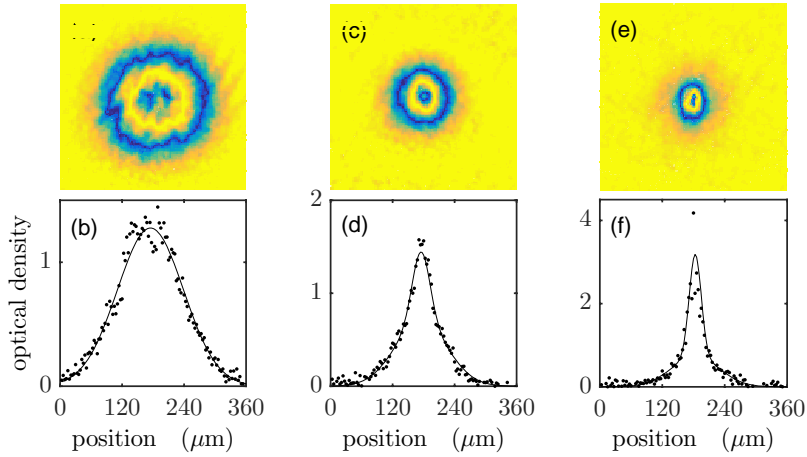 (c)
(e)
(b)
(d)
(f)
optical density
0
1
0
1
2
0
2
4
0 120 240 360
0 120 240 360
0 120 240 360
position (μm)
position (μm)
position (μm)